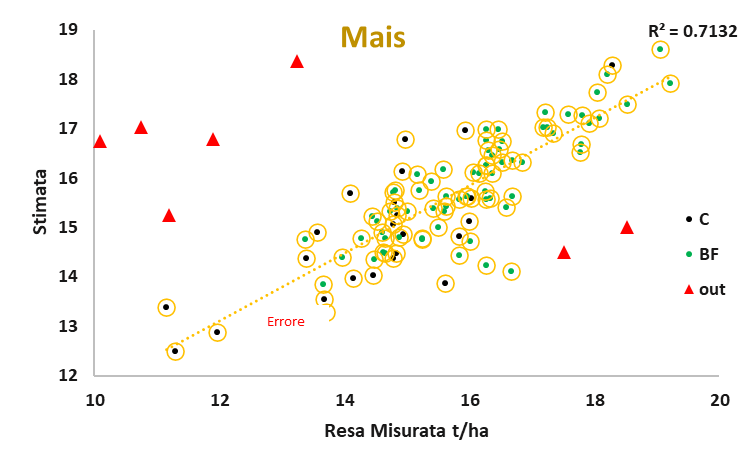 Mais
R² = 0.7132
19
18
17
16
15
14
13
12
Stimata
C
BF
out
Errore
10 12 14 16 18 20
Resa Misurata t/ha